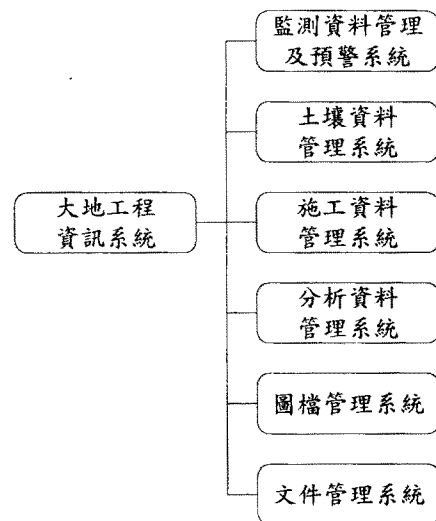 監測資料管理
及預警系統
土壤資料
管理系統
大地工程
資訊系統
施工資料
管理系統
分析資料
管理系統
圖檔管理系統
文件管理系統